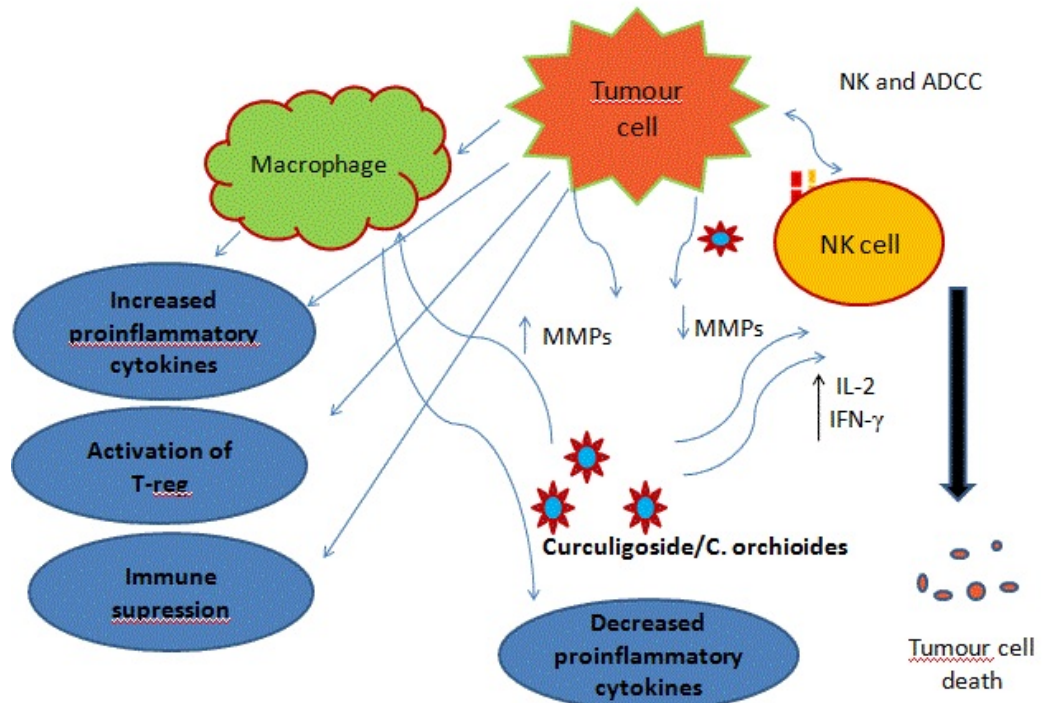 Tumour
cell
NK and ADCC
Macrophage
NK cell
Increased
proinflammatory
cytokines
MMPs
MMPs
IL-2
IFN-γ
Activation of
T-reg
Curculigoside/C. orchioides
Immune
supression
Decreased
proinflammatory
cytokines
Tumour cell
death